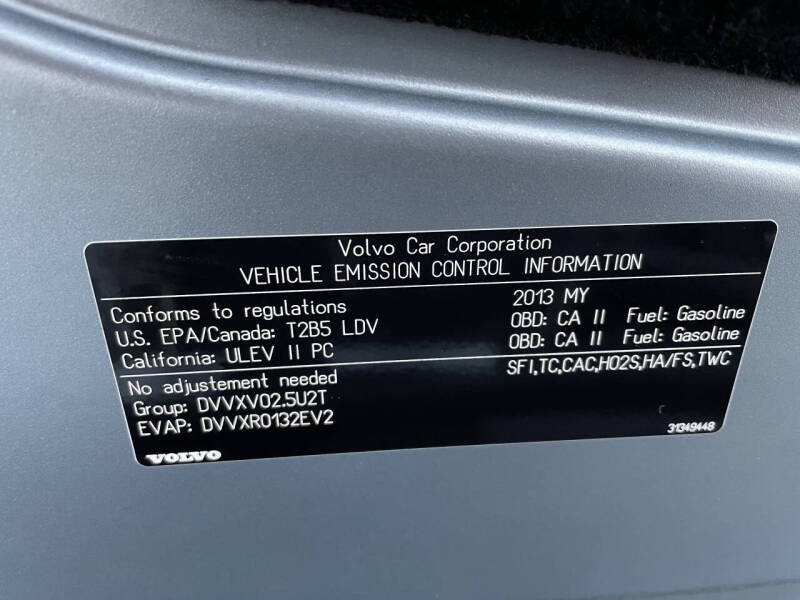 Volvo Car Corporation
VEHICLE EMISSION CONTROL INFORMATION
Conforms to regulations 2013 MY
U.S. EPA/Canada: T2B5 LDV OBD: CA II Fuel: Gasoline
California: ULEV II PC OBD: CA II Fuel: Gasoline
No adjustement needed SFI,TC,CAC,HO2S,HA/FS,TWC
Group: DVVXV02.5U2T
EVAP: DVVXR0132EV2
VOLVO 31349448